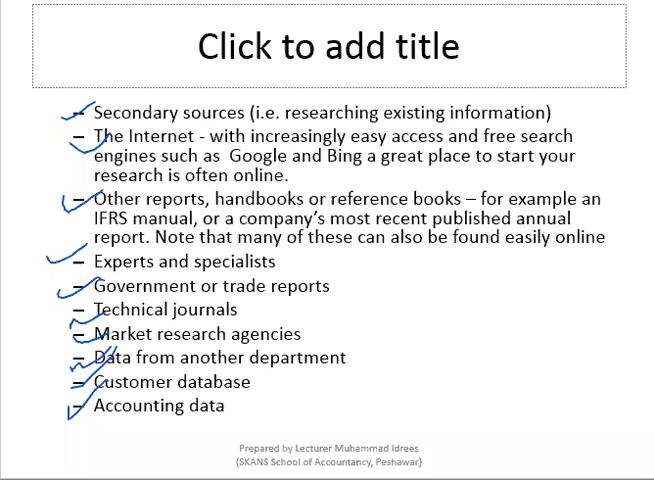 Click to add title
– Secondary sources (i.e. researching existing information)
– The Internet - with increasingly easy access and free search
engines such as Google and Bing a great place to start your
research is often online.
– Other reports, handbooks or reference books – for example an
IFRS manual, or a company's most recent published annual
report. Note that many of these can also be found easily online
– Experts and specialists
– Government or trade reports
– Technical journals
– Market research agencies
– Data from another department
– Customer database
– Accounting data
Prepared by Lecturer Muhammad Idrees
(SKANS School of Accountancy, Peshawar}